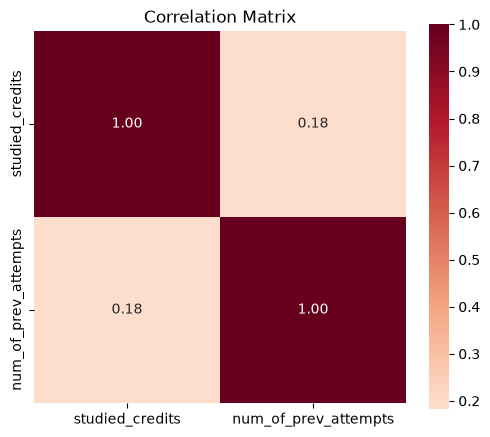 Correlation Matrix
studied_credits
num_of_prev_attempts
1.00
0.18
0.18
1.00
studied_credits
num_of_prev_attempts
1.0
0.9
0.8
0.7
0.6
0.5
0.4
0.3
0.2